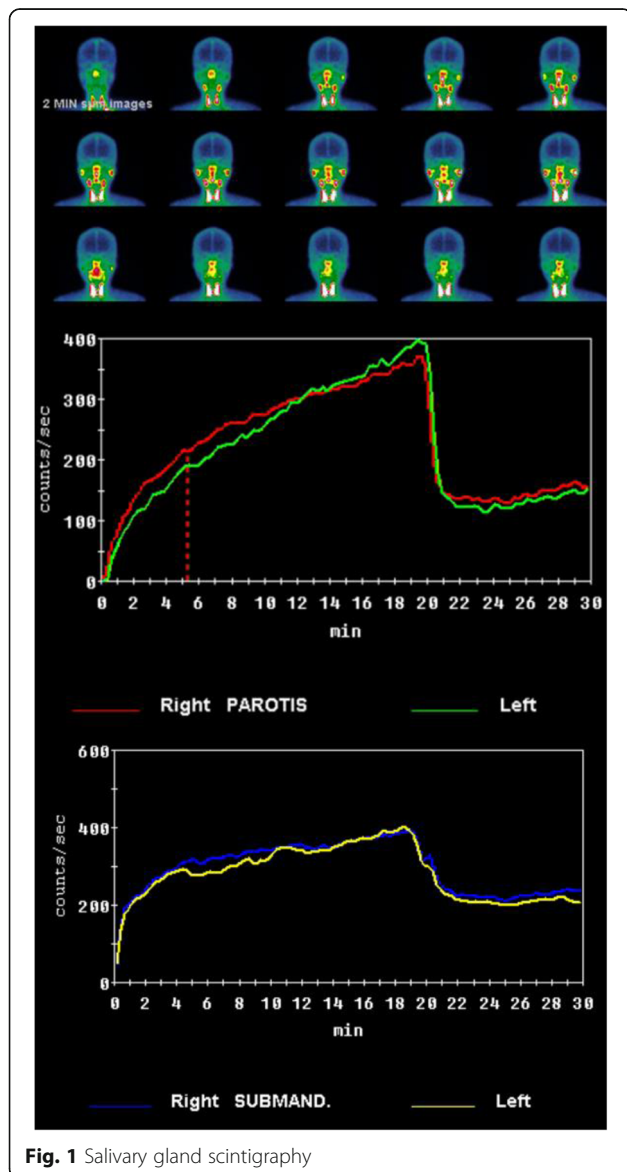 2 MIN sum images
400
300
200
100
0
counts/sec
0 2 4 6 8 10 12 14 16 18 20 22 24 26 28 30
min
Right PAROTIS Left
600
400
200
0
counts/sec
0 2 4 6 8 10 12 14 16 18 20 22 24 26 28 30
min
Right SUBMAND. Left
Fig. 1 Salivary gland scintigraphy